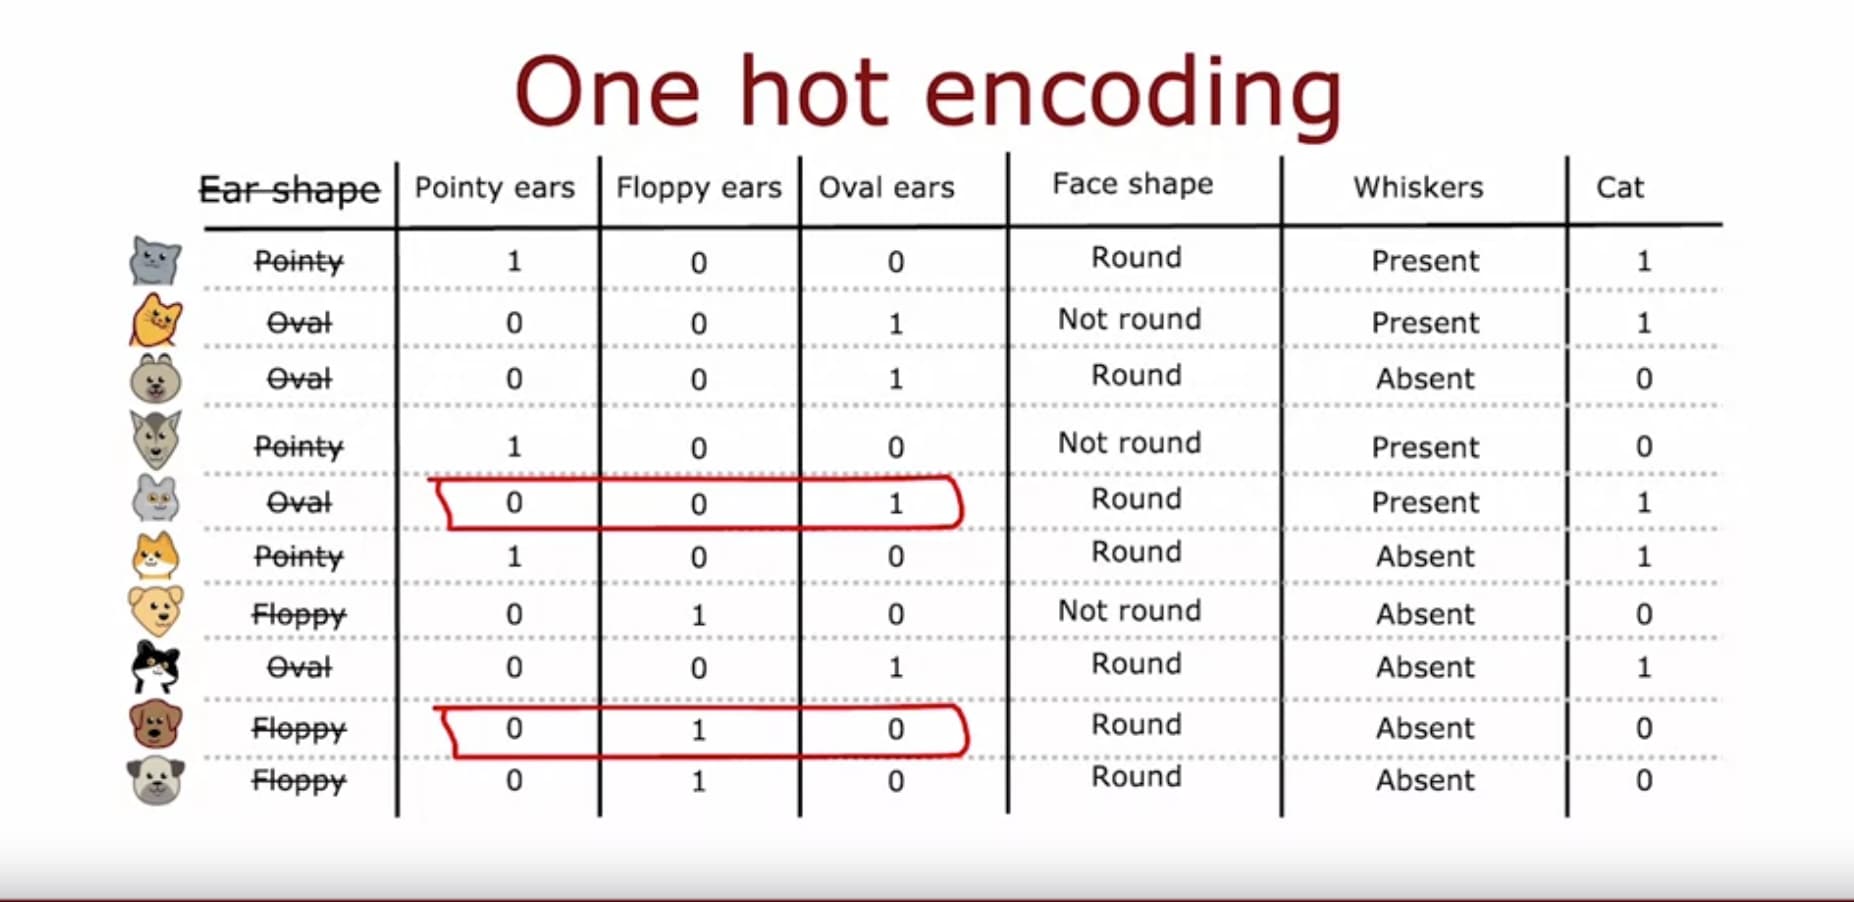 One hot encoding
Ear shape Pointy ears Floppy ears Oval ears Face shape Whiskers Cat
Pointy 1 0 0 Round Present 1
Oval 0 0 1 Not round Present 1
Oval 0 0 1 Round Absent 0
Pointy 1 0 0 Not round Present 0
Oval 0 0 1 Round Present 1
Pointy 1 0 0 Round Absent 1
Floppy 0 1 0 Not round Absent 0
Oval 0 0 1 Round Absent 1
Floppy 0 1 0 Round Absent 0
Floppy 0 1 0 Round Absent 0